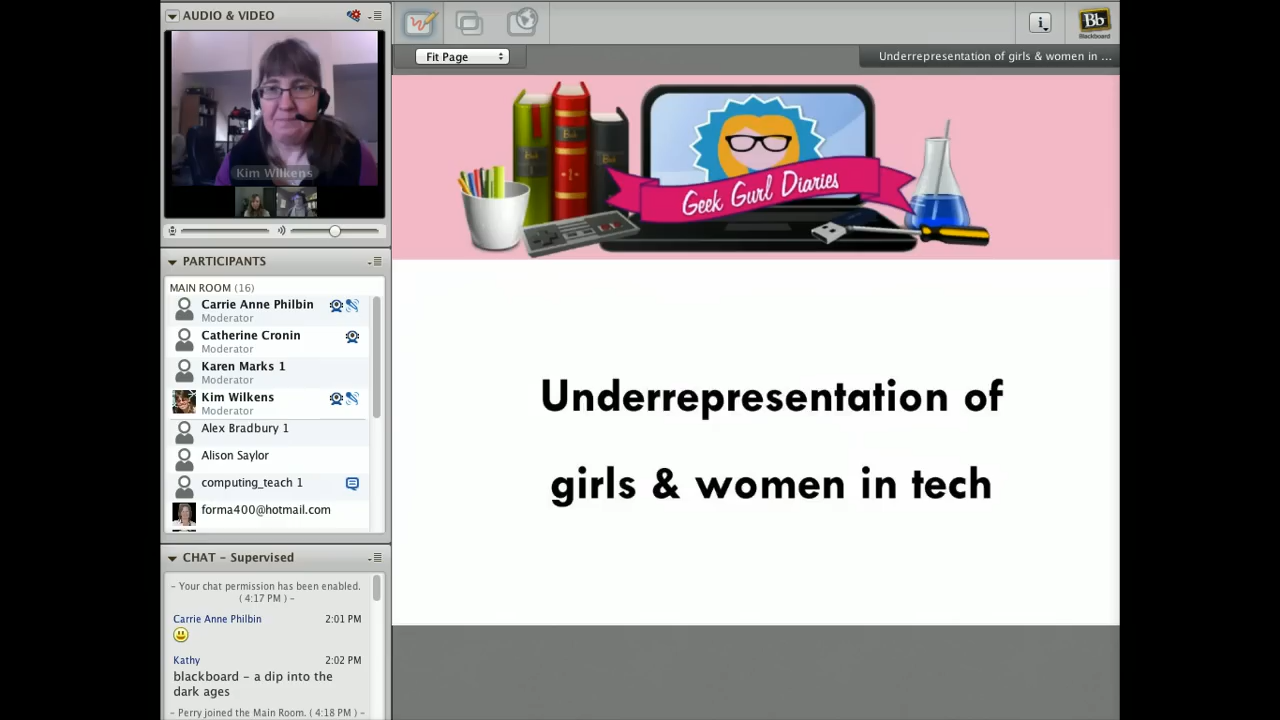 AUDIO & VIDEO
Kim Wilkens
PARTICIPANTS
MAIN ROOM (16)
Carrie Anne Philbin
Moderator
Catherine Cronin
Moderator
Karen Marks 1
Moderator
Kim Wilkens
Moderator
Alex Bradbury 1
Alison Saylor
computing_teach 1
forma400@hotmail.com
CHAT - Supervised
- Your chat permission has been enabled.
( 4:17 PM ) -
Carrie Anne Philbin 2:01 PM
Kathy 2:02 PM
blackboard - a dip into the
dark ages
- Perry joined the Main Room. ( 4:18 PM ) -
Fit Page
Underrepresentation of girls & women in ...
i
Bb
Blackboard
Geek Gurl Diaries
Underrepresentation of
girls & women in tech